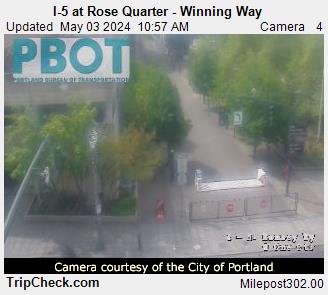 I-5 at Rose Quarter - Winning Way
Updated May 03 2024 10:57 AM Camera 4
PBOT
PORTLAND BUREAU OF TRANSPORTATION
Camera courtesy of the City of Portland
TripCheck.com Milepost302.00